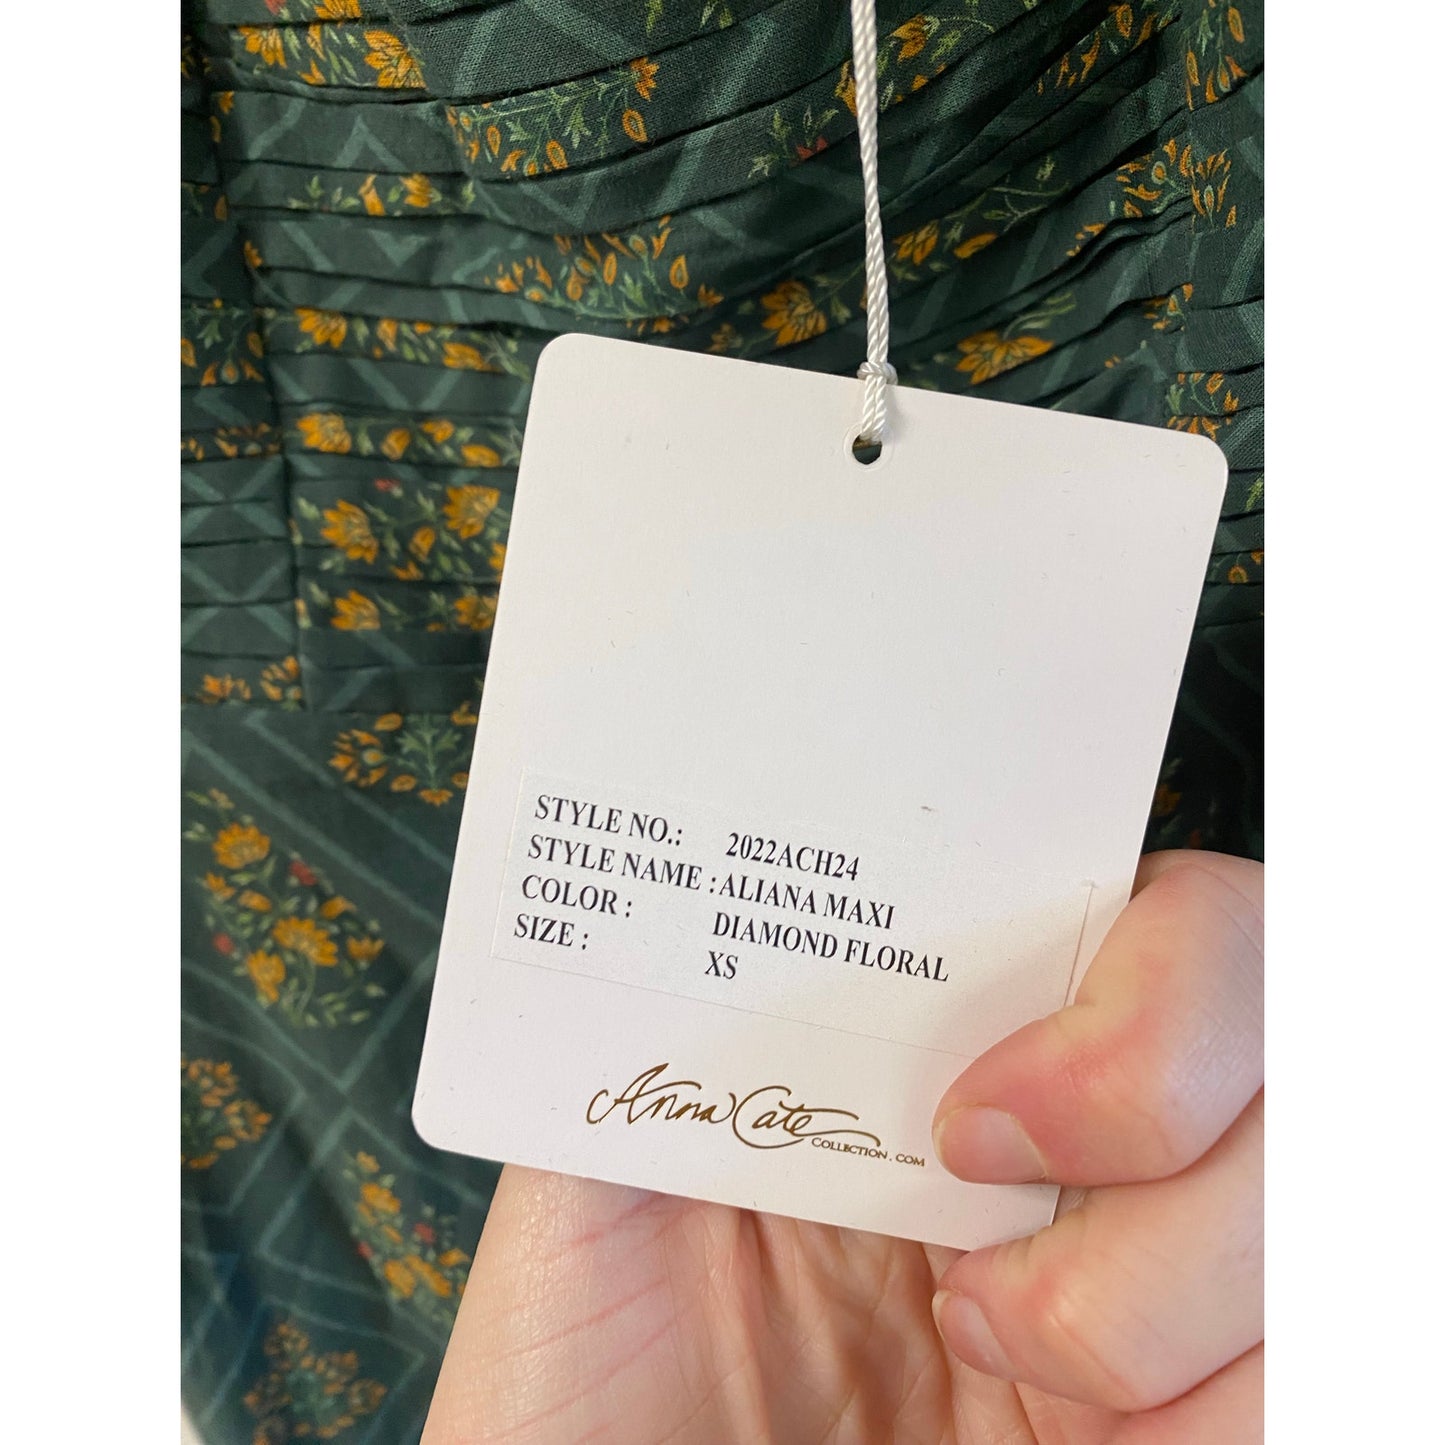 STYLE NO.: 2022ACH24
STYLE NAME : ALIANA MAXI
COLOR : DIAMOND FLORAL
SIZE : XS
Anna Cate
COLLECTION.COM